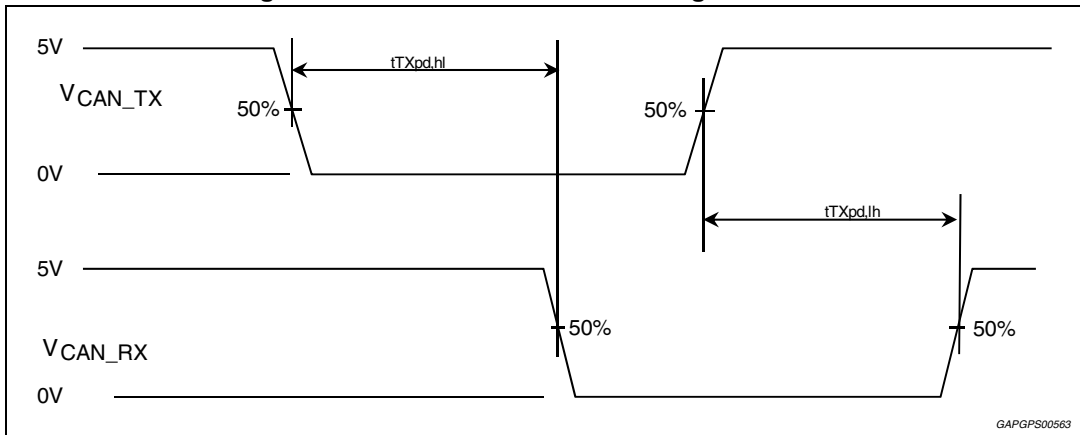 5V
tTXpd,hl
VCAN_TX
50%
50%
0V
tTXpd,lh
5V
50%
50%
VCAN_RX
0V
GAPGPS00563